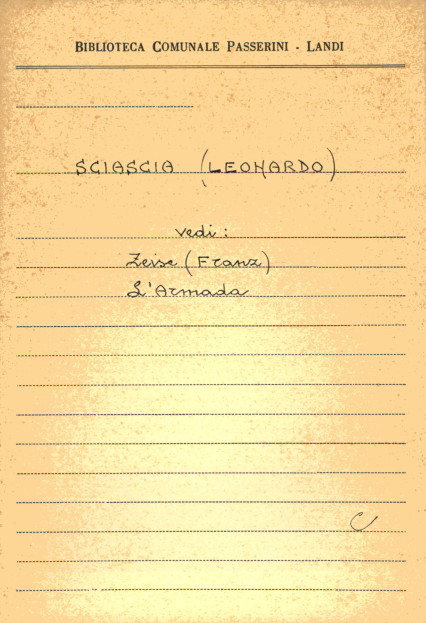 BIBLIOTECA COMUNALE PASSERINI - LANDI
SCIASCIA (LEONARDO)
vedi :
Zeise (Franz)
L'Armada